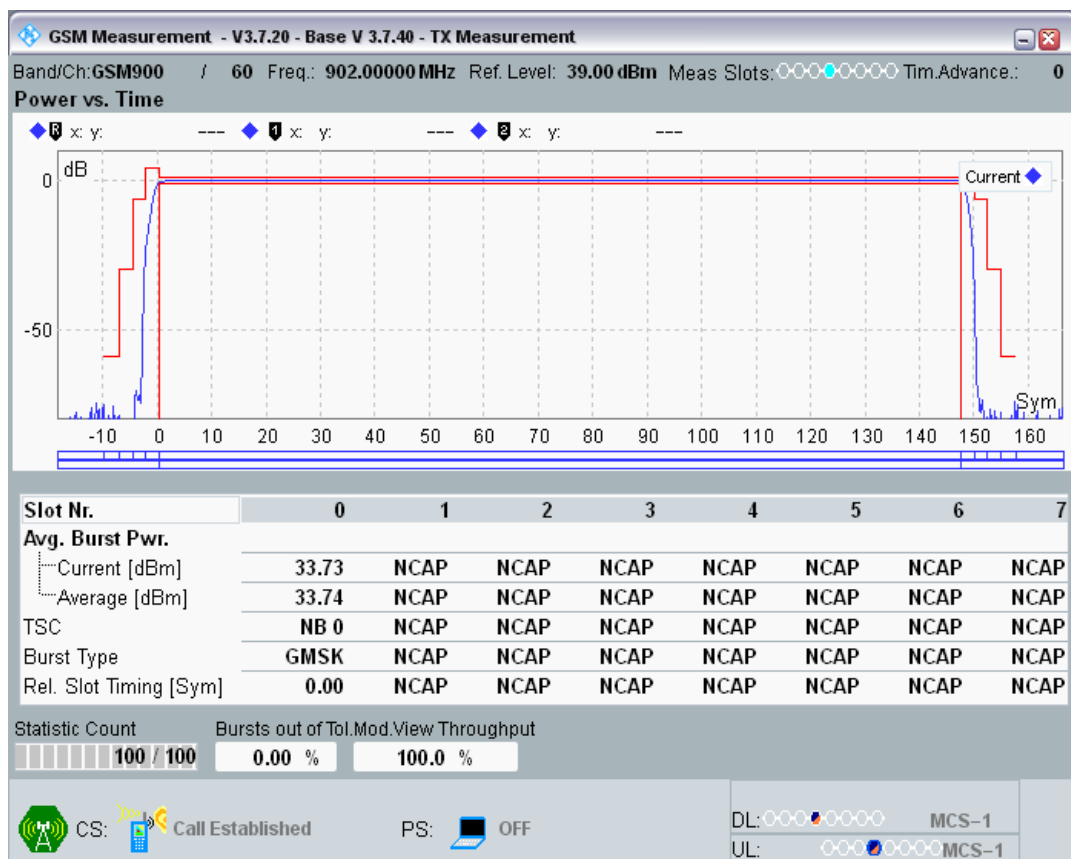 GSM Measurement - V3.7.20 - Base V 3.7.40 - TX Measurement
Band/Ch:GSM900 / 60 Freq.: 902.00000 MHz Ref. Level: 39.00 dBm Meas Slots: Tim.Advance.: 0
Power vs. Time
R x: y: --- 1 x: y: --- 2 x: y: ---
dB
Current
0
-50
Sym
-10 0 10 20 30 40 50 60 70 80 90 100 110 120 130 140 150 160
Slot Nr. 0 1 2 3 4 5 6 7
Avg. Burst Pwr.
Current [dBm] 33.73 NCAP NCAP NCAP NCAP NCAP NCAP NCAP
Average [dBm] 33.74 NCAP NCAP NCAP NCAP NCAP NCAP NCAP
TSC NB 0 NCAP NCAP NCAP NCAP NCAP NCAP NCAP
Burst Type GMSK NCAP NCAP NCAP NCAP NCAP NCAP NCAP
Rel. Slot Timing [Sym] 0.00 NCAP NCAP NCAP NCAP NCAP NCAP NCAP
Statistic Count Bursts out of Tol.Mod.View Throughput
100 / 100 0.00 % 100.0 %
CS: Call Established PS: OFF
DL: MCS-1
UL: MCS-1